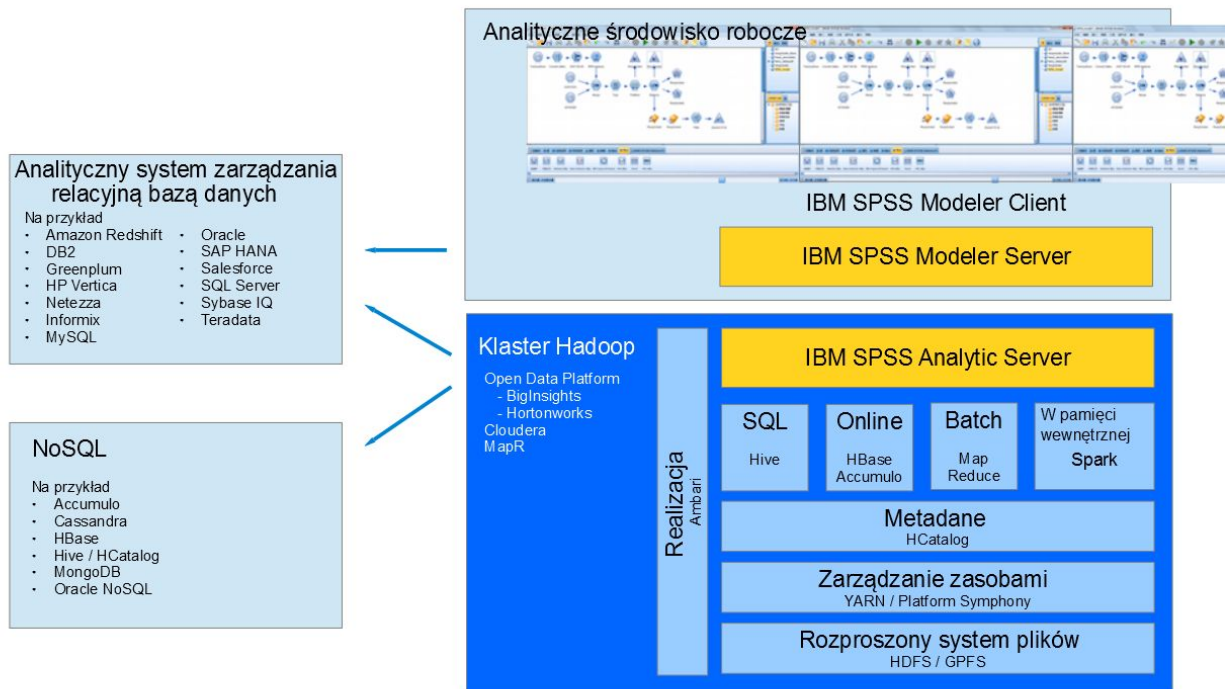 Analityczne środowisko robocze
IBM SPSS Modeler Client
IBM SPSS Modeler Server
Analityczny system zarządzania
relacyjną bazą danych
Na przykład
• Amazon Redshift
• DB2
• Greenplum
• HP Vertica
• Netezza
• Informix
• MySQL
• Oracle
• SAP HANA
• Salesforce
• SQL Server
• Sybase IQ
• Teradata
NoSQL
Na przykład
• Accumulo
• Cassandra
• HBase
• Hive / HCatalog
• MongoDB
• Oracle NoSQL
Klaster Hadoop
Open Data Platform
- BigInsights
- Hortonworks
Cloudera
MapR
Realizacja
Ambari
IBM SPSS Analytic Server
SQL
Hive
Online
HBase
Accumulo
Batch
Map
Reduce
W pamięci
wewnętrznej
Spark
Metadane
HCatalog
Zarządzanie zasobami
YARN / Platform Symphony
Rozproszony system plików
HDFS / GPFS